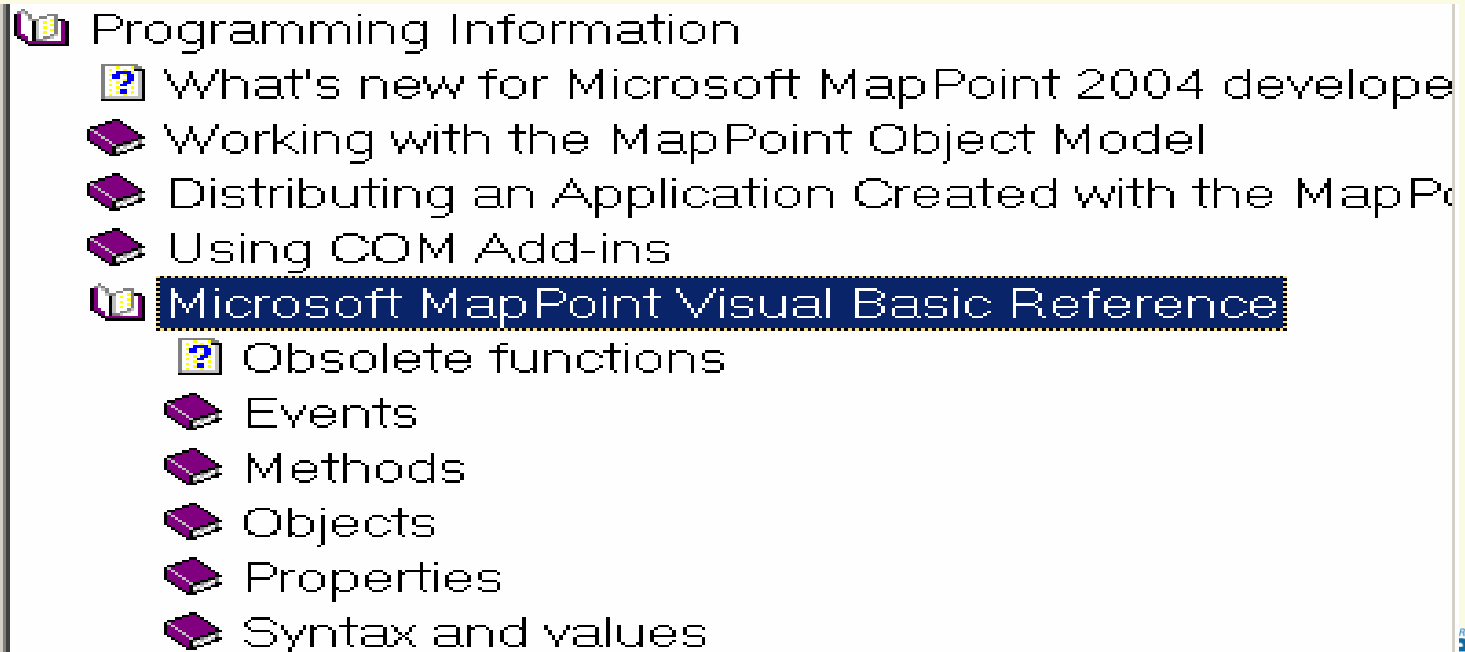 Programming Information
What's new for Microsoft MapPoint 2004 develope
Working with the MapPoint Object Model
Distributing an Application Created with the MapPo
Using COM Add-ins
Microsoft MapPoint Visual Basic Reference
Obsolete functions
Events
Methods
Objects
Properties
Syntax and values